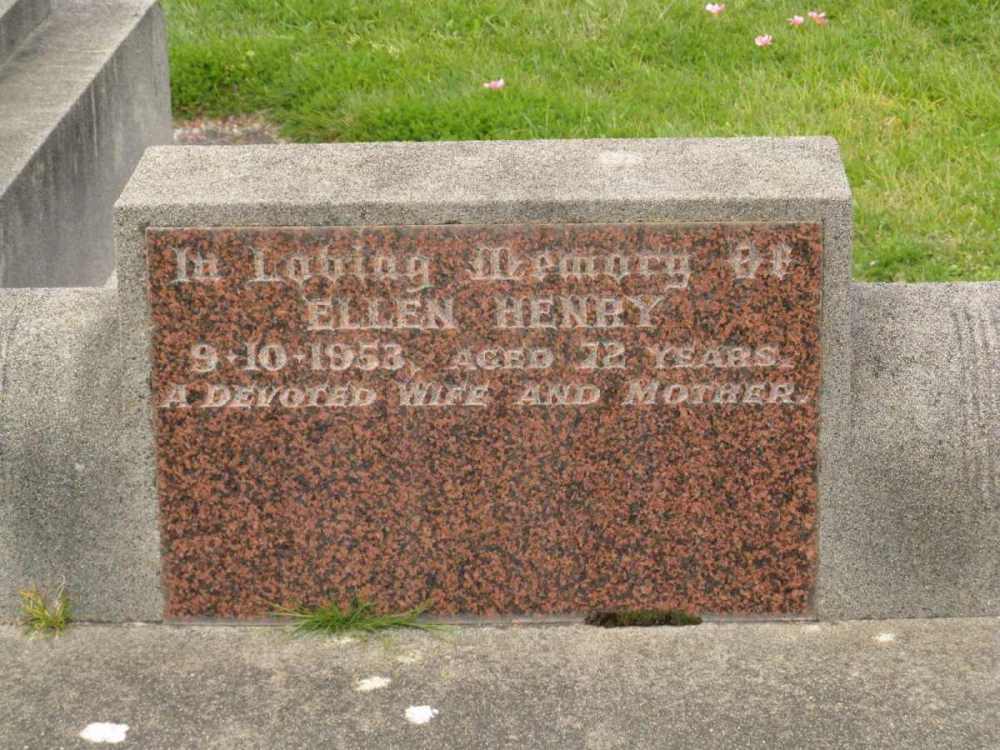 In Loving Memory Of
ELLEN HENRY
9-10-1953, AGED 72 YEARS.
A DEVOTED WIFE AND MOTHER.